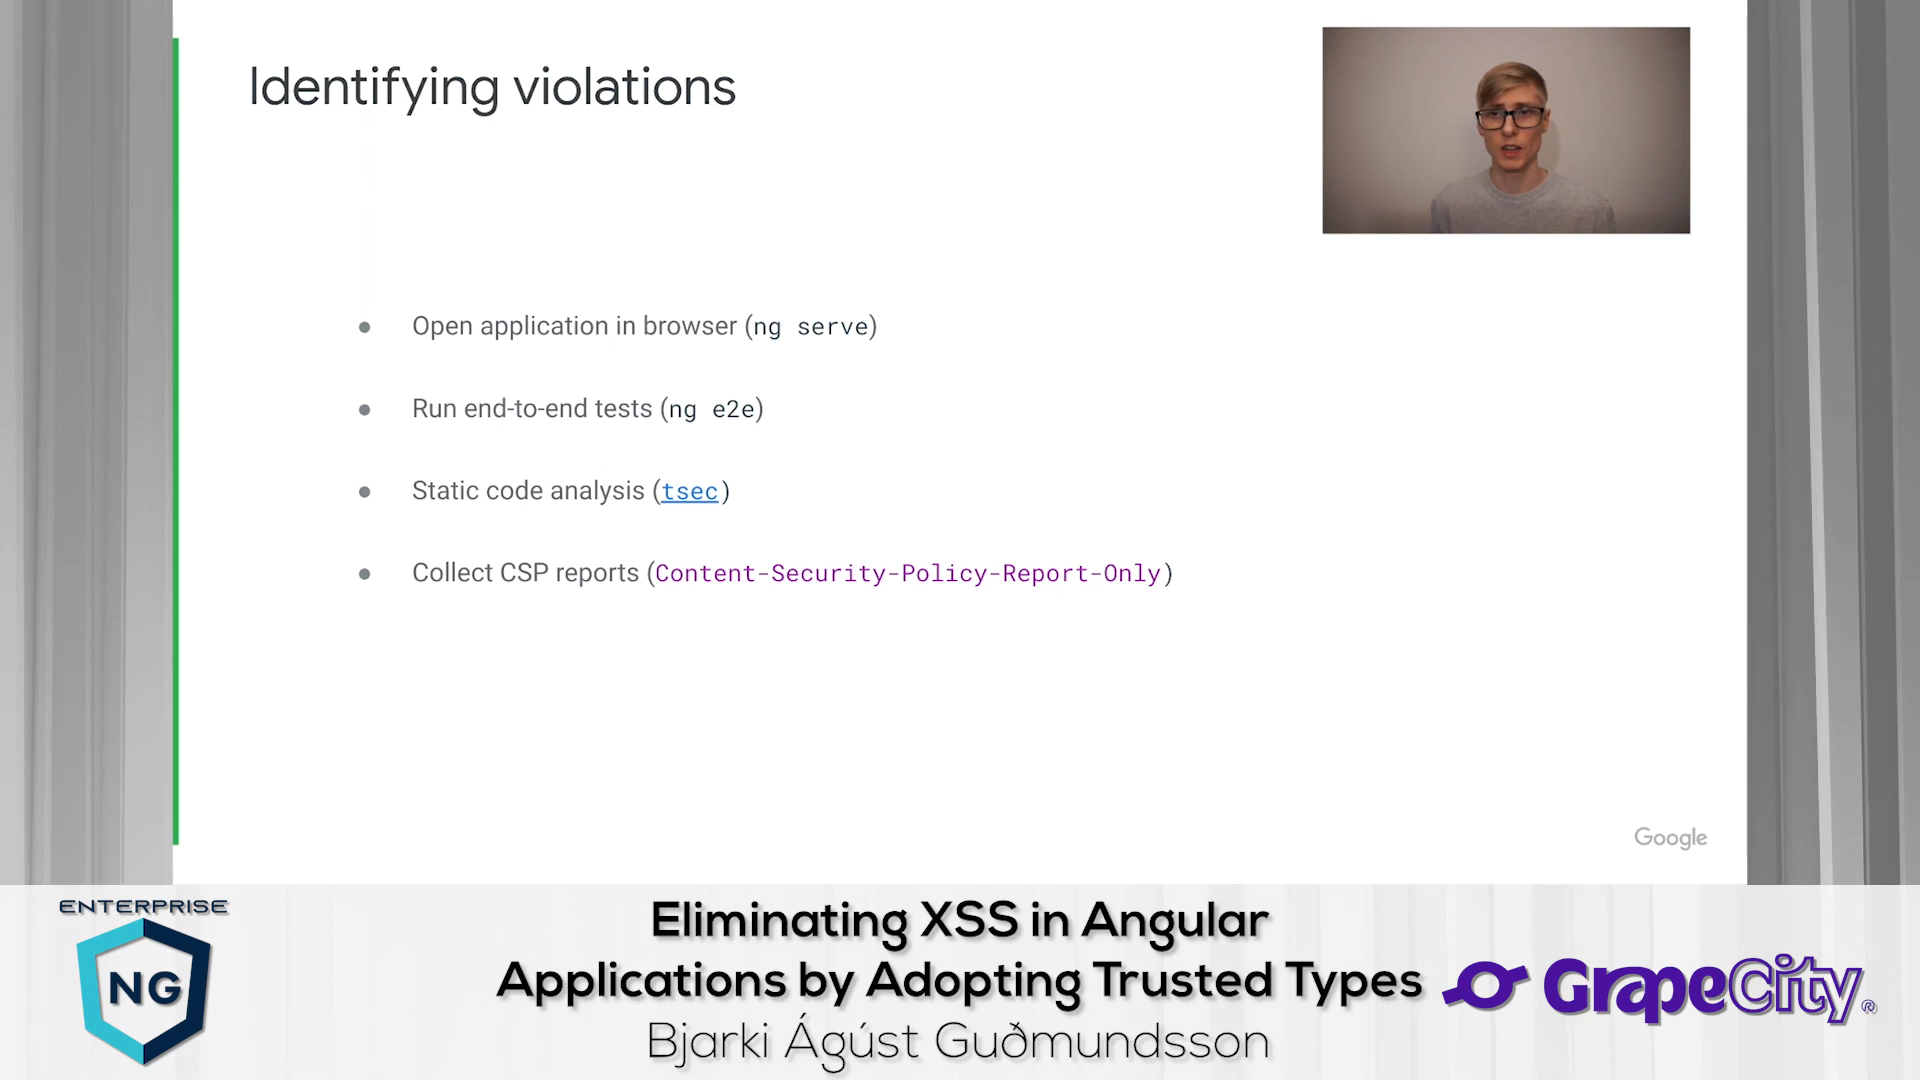 Identifying violations
● Open application in browser (ng serve)
● Run end-to-end tests (ng e2e)
● Static code analysis (tsec)
● Collect CSP reports (Content-Security-Policy-Report-Only)
Google
ENTERPRISE
NG
Eliminating XSS in Angular
Applications by Adopting Trusted Types
Bjarki Ágúst Guðmundsson
GrapeCity®